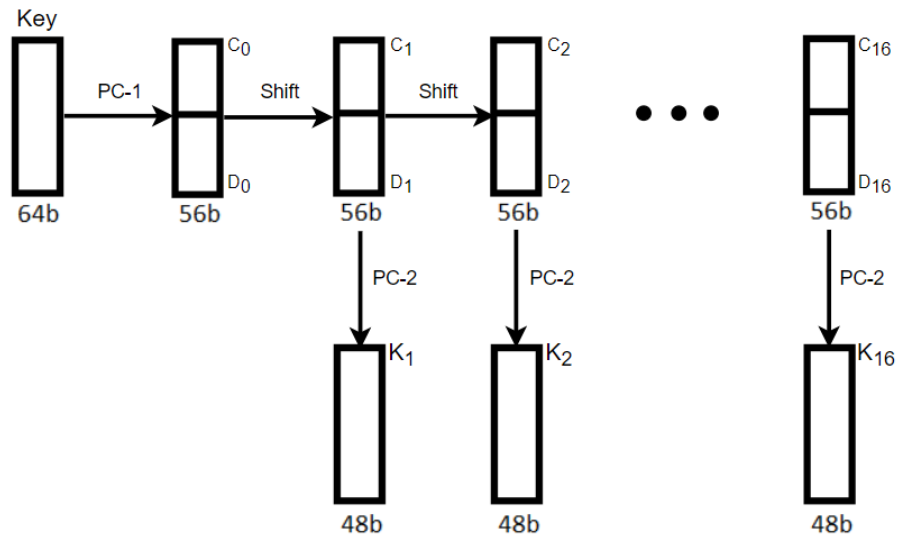 Key
C0 C1 C2 C16
PC-1 Shift Shift
D0 D1 D2 D16
64b 56b 56b 56b 56b
PC-2 PC-2 PC-2
K1 K2 K16
48b 48b 48b